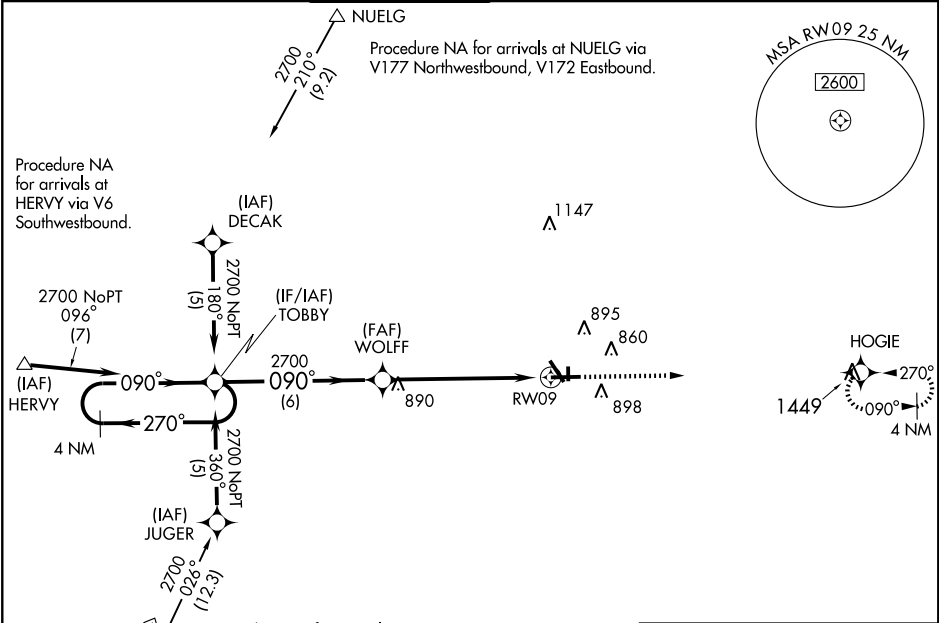 NUELG
Procedure NA for arrivals at NUELG via
V177 Northwestbound, V172 Eastbound.
2700
210°
(9.2)
MSA RW09 25 NM
2600
Procedure NA
for arrivals at
HERVY via V6
Southwestbound.
(IAF)
DECAK
1147
2700 NoPT
180°
(5)
2700 NoPT
096°
(7)
(IF/IAF)
TOBBY
(FAF)
WOLFF
895
860
HOGIE
(IAF)
HERVY
090°
2700
090°
(6)
890
RW09
898
270°
1449
090°
4 NM
270°
4 NM
2700 NoPT
360°
(5)
(IAF)
JUGER
2700
026°
(12.3)